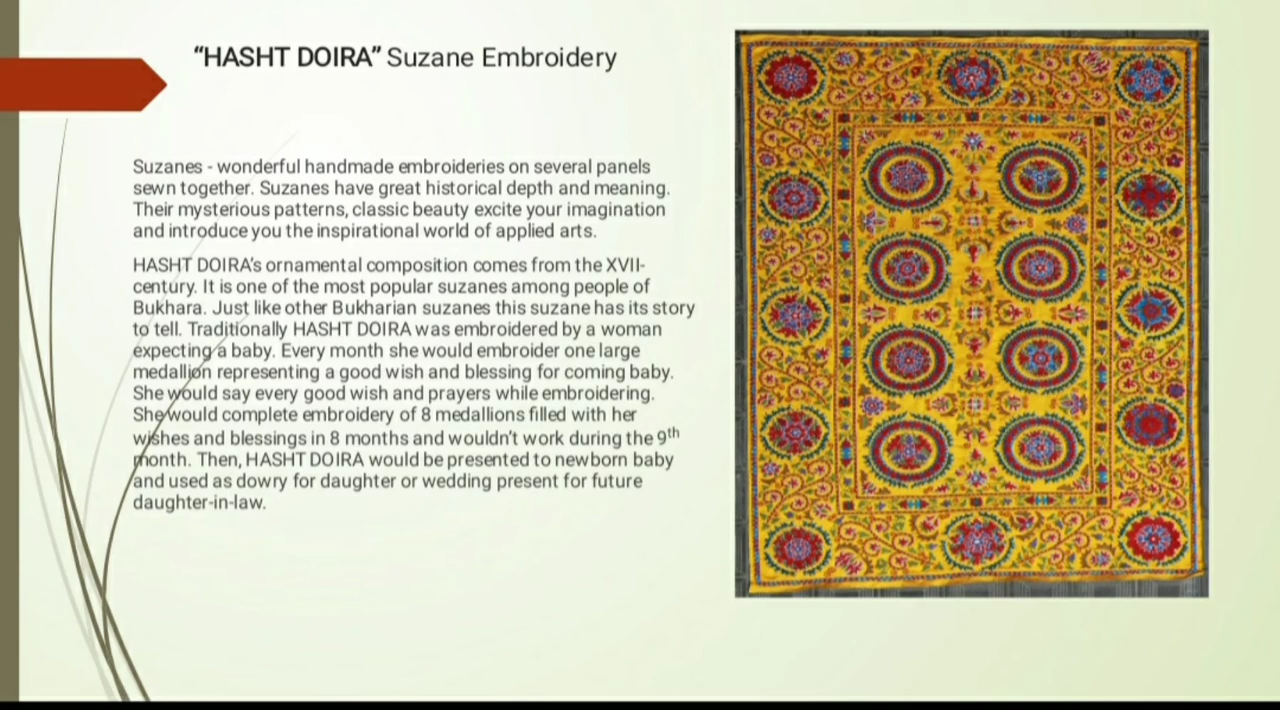 “HASHT DOIRA” Suzane Embroidery
Suzanes - wonderful handmade embroideries on several panels
sewn together. Suzanes have great historical depth and meaning.
Their mysterious patterns, classic beauty excite your imagination
and introduce you the inspirational world of applied arts.
HASHT DOIRA’s ornamental composition comes from the XVII-
century. It is one of the most popular suzanes among people of
Bukhara. Just like other Bukharian suzanes this suzane has its story
to tell. Traditionally HASHT DOIRA was embroidered by a woman
expecting a baby. Every month she would embroider one large
medallion representing a good wish and blessing for coming baby.
She would say every good wish and prayers while embroidering.
She would complete embroidery of 8 medallions filled with her
wishes and blessings in 8 months and wouldn’t work during the 9th
month. Then, HASHT DOIRA would be presented to newborn baby
and used as dowry for daughter or wedding present for future
daughter-in-law.